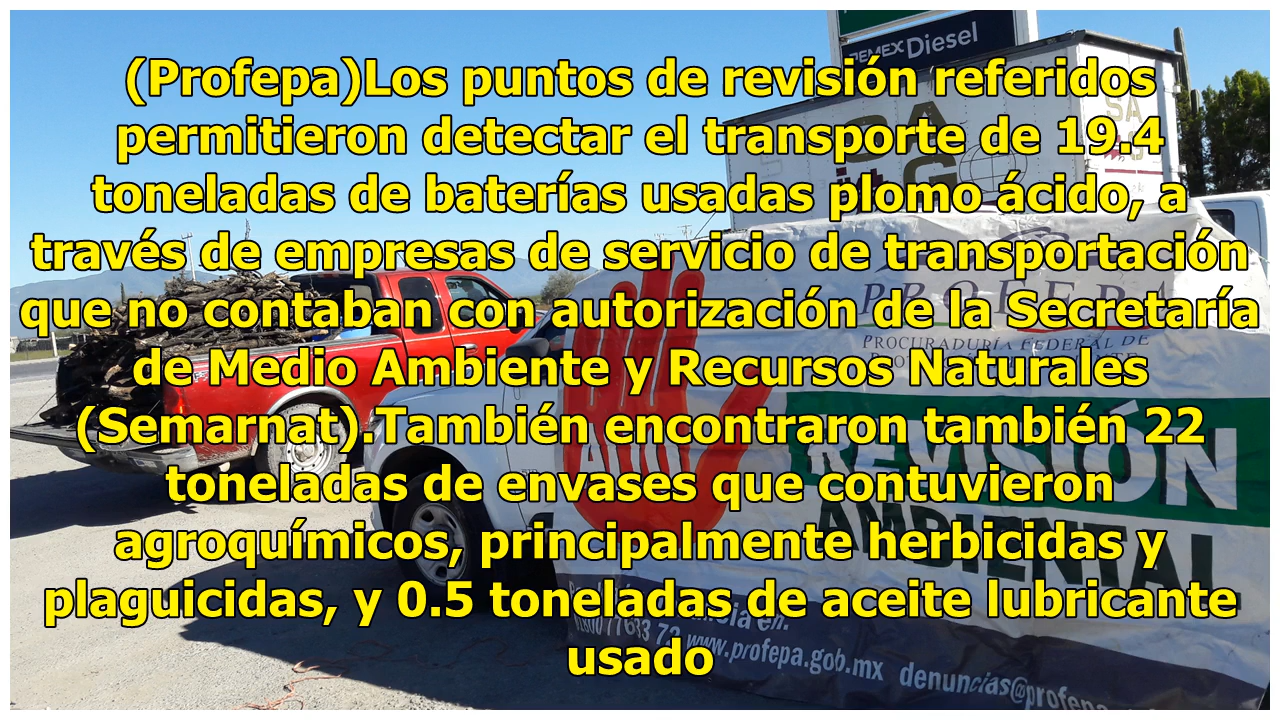 PEMEX Diesel
(Profepa)Los puntos de revisión referidos
permitieron detectar el transporte de 19.4
toneladas de baterías usadas plomo ácido, a
través de empresas de servicio de transportación
que no contaban con autorización de la Secretaría
de Medio Ambiente y Recursos Naturales
(Semarnat).También encontraron también 22
toneladas de envases que contuvieron
agroquímicos, principalmente herbicidas y
plaguicidas, y 0.5 toneladas de aceite lubricante
usado
PROFEPA
PROCURADURÍA FEDERAL DE
REVISIÓN
AMBIENTAL
www.profepa.gob.mx denuncias@profepa